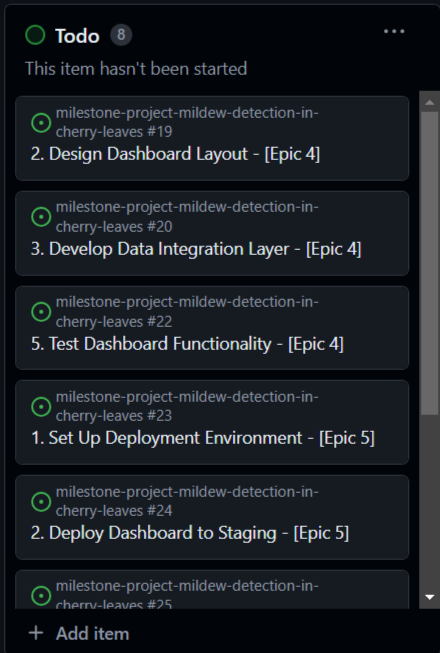 Todo 8
This item hasn't been started
milestone-project-mildew-detection-in-
cherry-leaves #19
2. Design Dashboard Layout - [Epic 4]
milestone-project-mildew-detection-in-
cherry-leaves #20
3. Develop Data Integration Layer - [Epic 4]
milestone-project-mildew-detection-in-
cherry-leaves #22
5. Test Dashboard Functionality - [Epic 4]
milestone-project-mildew-detection-in-
cherry-leaves #23
1. Set Up Deployment Environment - [Epic 5]
milestone-project-mildew-detection-in-
cherry-leaves #24
2. Deploy Dashboard to Staging - [Epic 5]
milestone-project-mildew-detection-in-
cherry-leaves #25
+ Add item